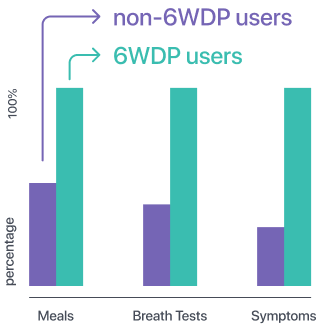 non-6WDP users
6WDP users
100%
percentage
Meals
Breath Tests
Symptoms